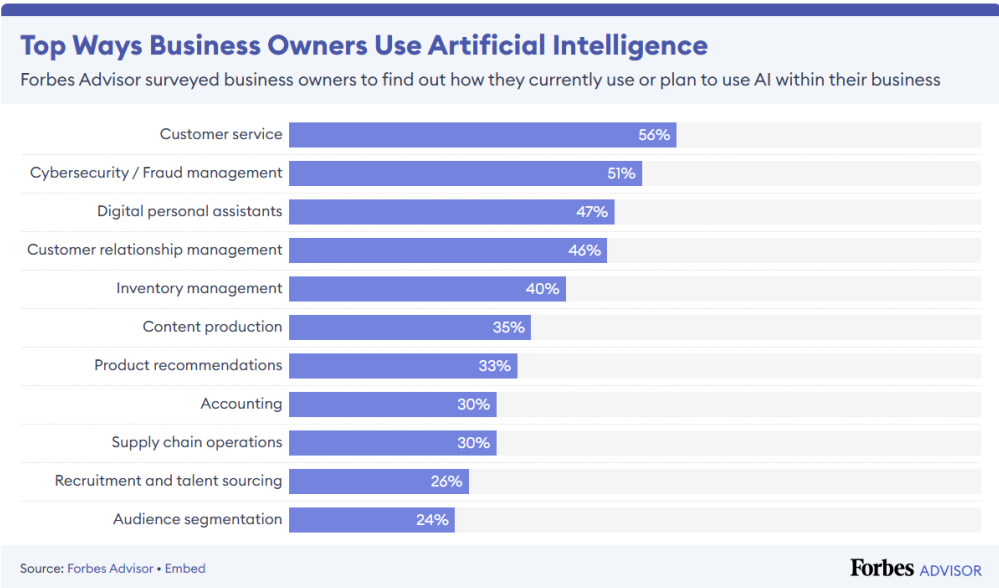 Top Ways Business Owners Use Artificial Intelligence
Forbes Advisor surveyed business owners to find out how they currently use or plan to use AI within their business
Customer service 56%
Cybersecurity / Fraud management 51%
Digital personal assistants 47%
Customer relationship management 46%
Inventory management 40%
Content production 35%
Product recommendations 33%
Accounting 30%
Supply chain operations 30%
Recruitment and talent sourcing 26%
Audience segmentation 24%
Source: Forbes Advisor • Embed
Forbes ADVISOR